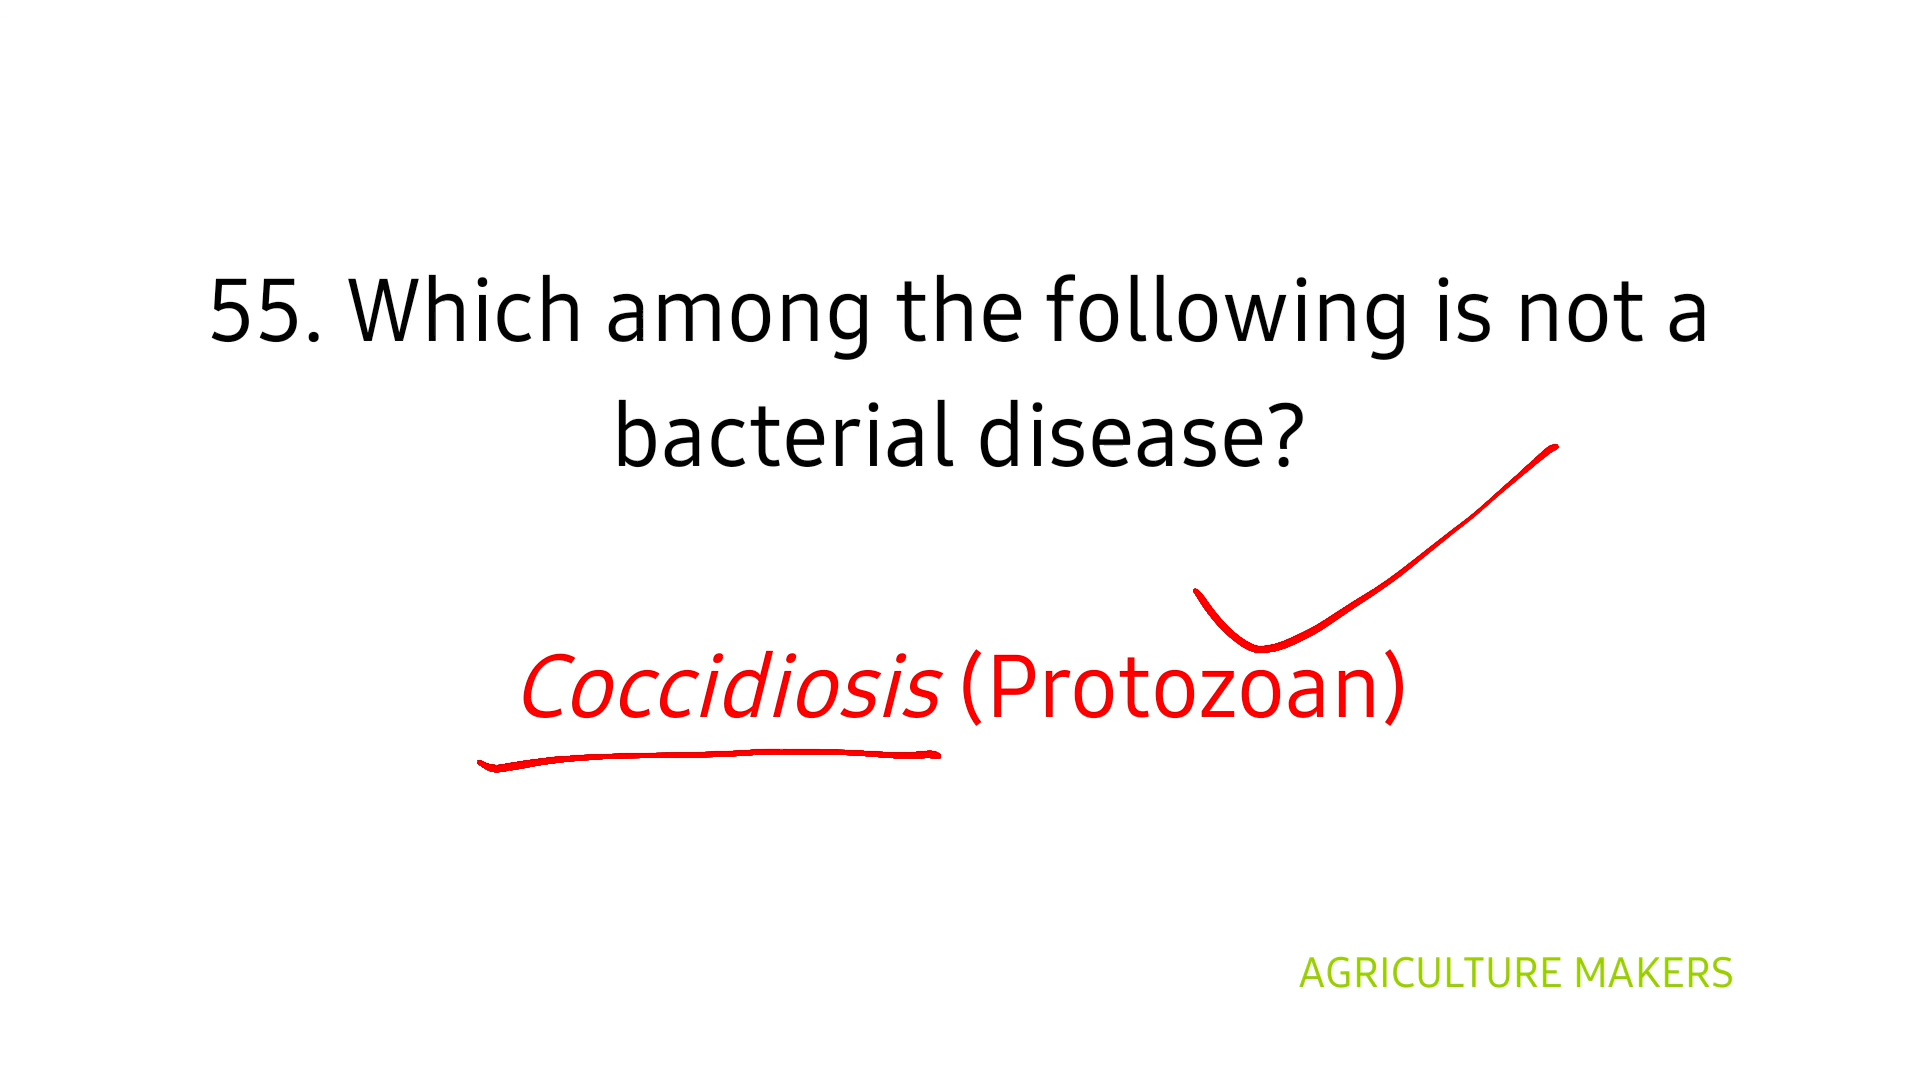 55. Which among the following is not a
bacterial disease?
Coccidiosis (Protozoan)
AGRICULTURE MAKERS